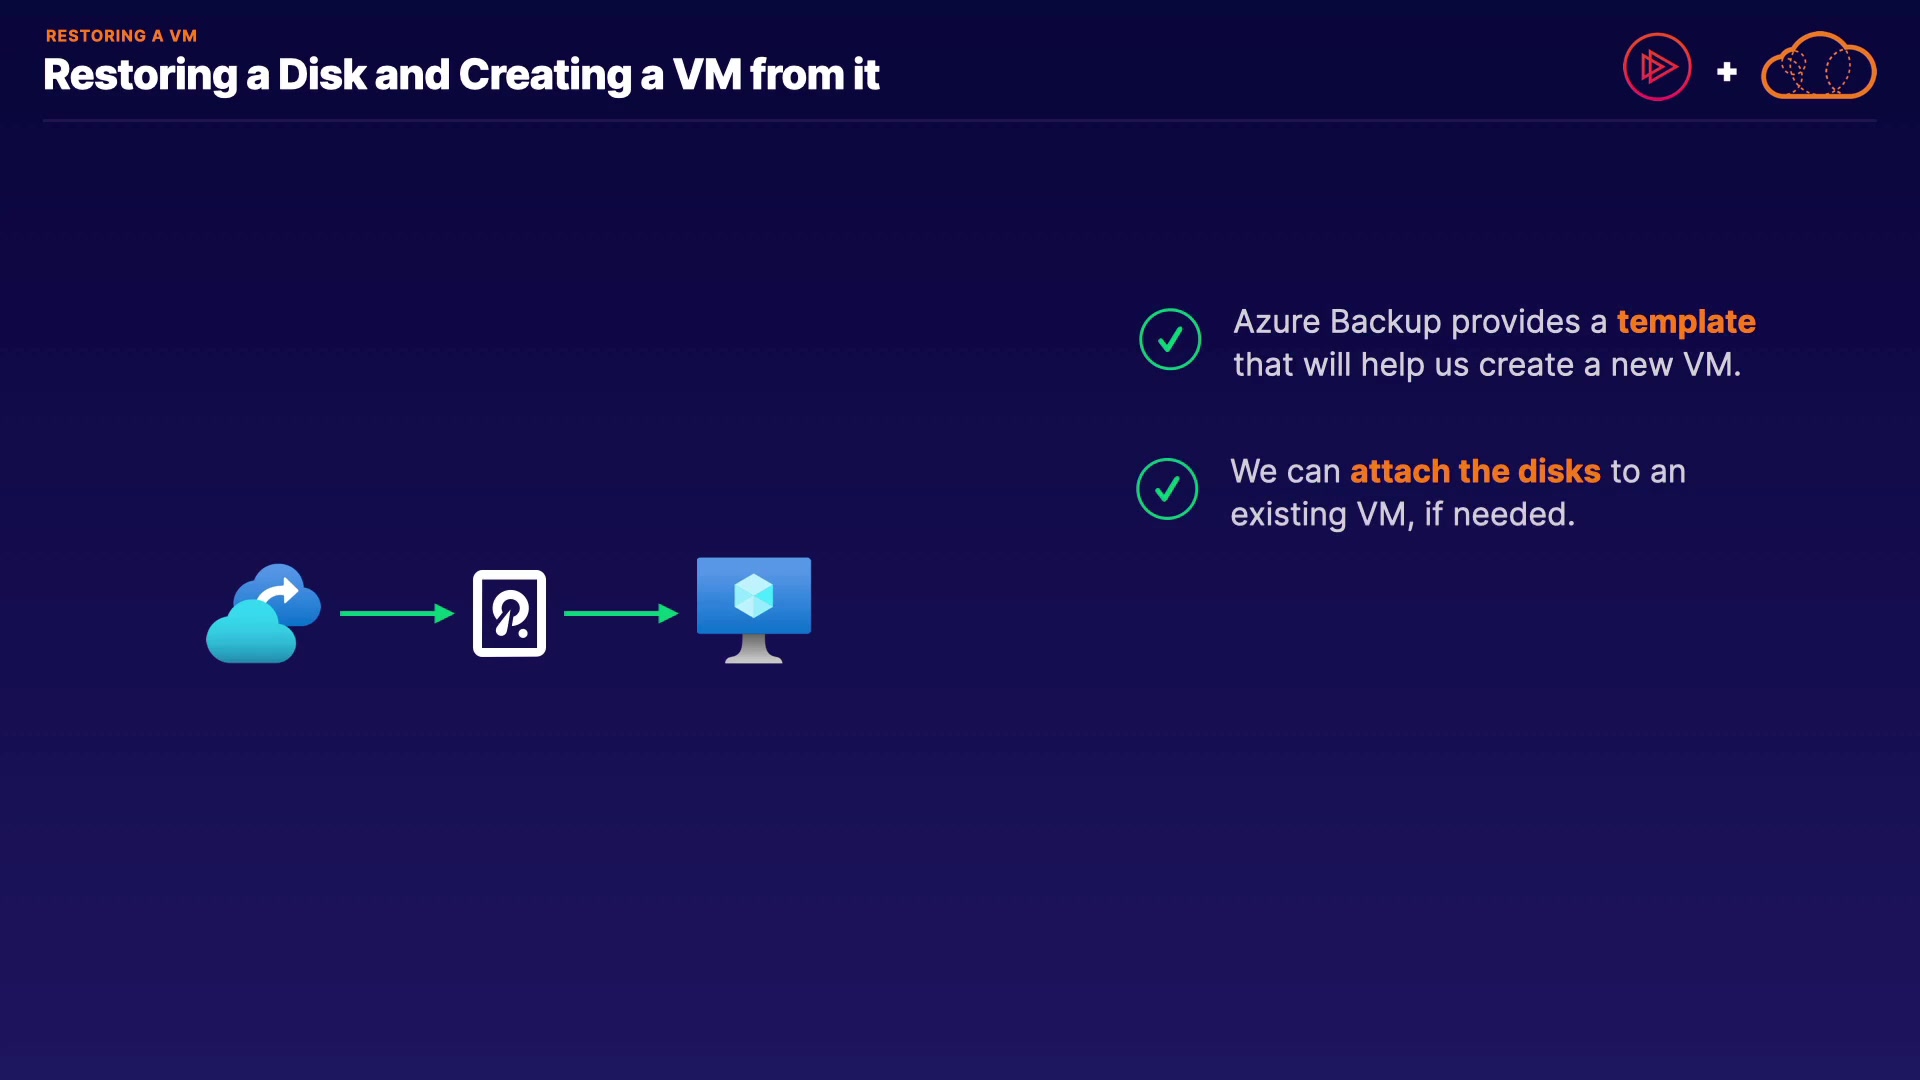 RESTORING A VM
Restoring a Disk and Creating a VM from it
Azure Backup provides a template
that will help us create a new VM.
We can attach the disks to an
existing VM, if needed.